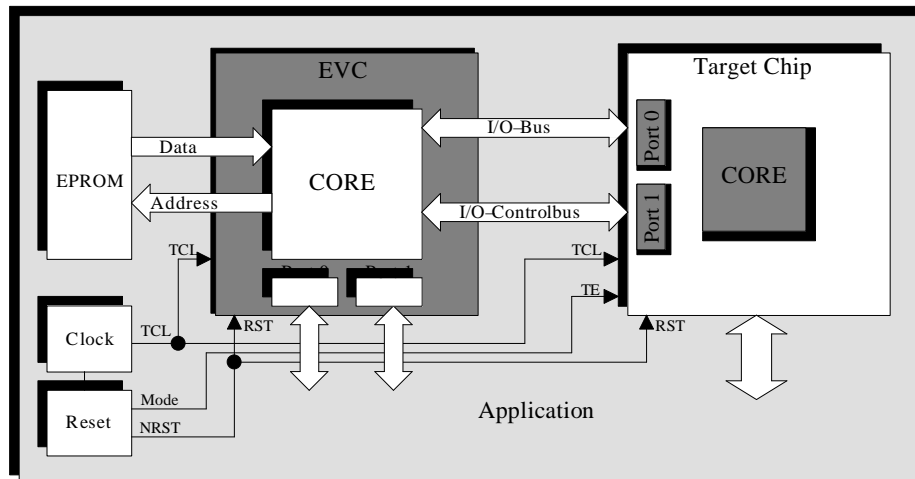 EVC
Target Chip
EPROM
Data
Address
CORE
I/O–Bus
I/O–Controlbus
Port 0
Port 1
CORE
TCL
TCL
TE
Clock
TCL
RST
RST
Reset
Mode
NRST
Application